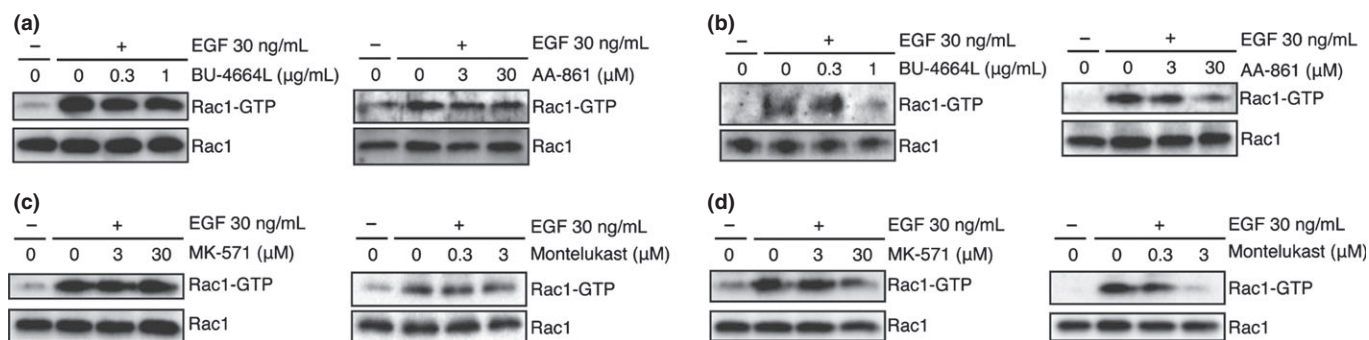 (a)
– + EGF 30 ng/mL
0 0 0.3 1 BU-4664L (μg/mL)
Rac1-GTP
Rac1
– + EGF 30 ng/mL
0 0 3 30 AA-861 (μM)
Rac1-GTP
Rac1
(b)
– + EGF 30 ng/mL
0 0 0.3 1 BU-4664L (μg/mL)
Rac1-GTP
Rac1
– + EGF 30 ng/mL
0 0 3 30 AA-861 (μM)
Rac1-GTP
Rac1
(c)
– + EGF 30 ng/mL
0 0 3 30 MK-571 (μM)
Rac1-GTP
Rac1
– + EGF 30 ng/mL
0 0 0.3 3 Montelukast (μM)
Rac1-GTP
Rac1
(d)
– + EGF 30 ng/mL
0 0 3 30 MK-571 (μM)
Rac1-GTP
Rac1
– + EGF 30 ng/mL
0 0 0.3 3 Montelukast (μM)
Rac1-GTP
Rac1